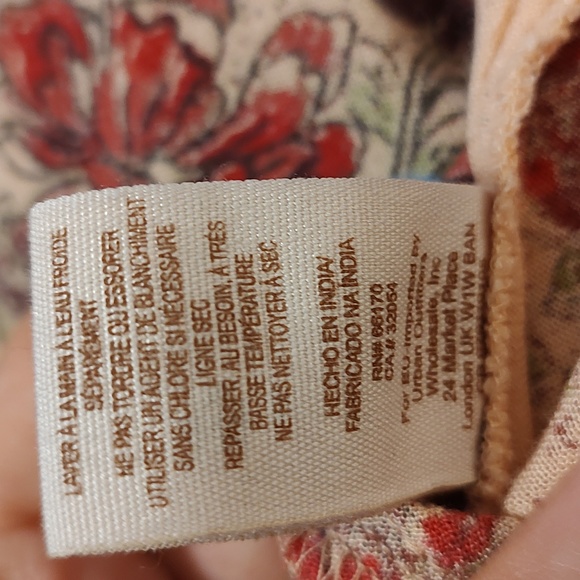 LAVER À LA MAIN À L'EAU FROIDE
SÉPARÉMENT
NE PAS TORDRE OU ESSORER
UTILISER UN AGENT DE BLANCHIMENT
SANS CHLORE SI NÉCESSAIRE
LIGNE SEC
REPASSER, AU BESOIN, À TRÉS
BASSE TEMPÉRATURE
NE PAS NETTOYER À SEC
HECHO EN INDIA/
FABRICADO NA ÍNDIA
RN# 66170
CA# 32054
For EU. Imported by
Urban Outfitters
Wholesale, Inc
24 Market Place
London UK W1W 8AN